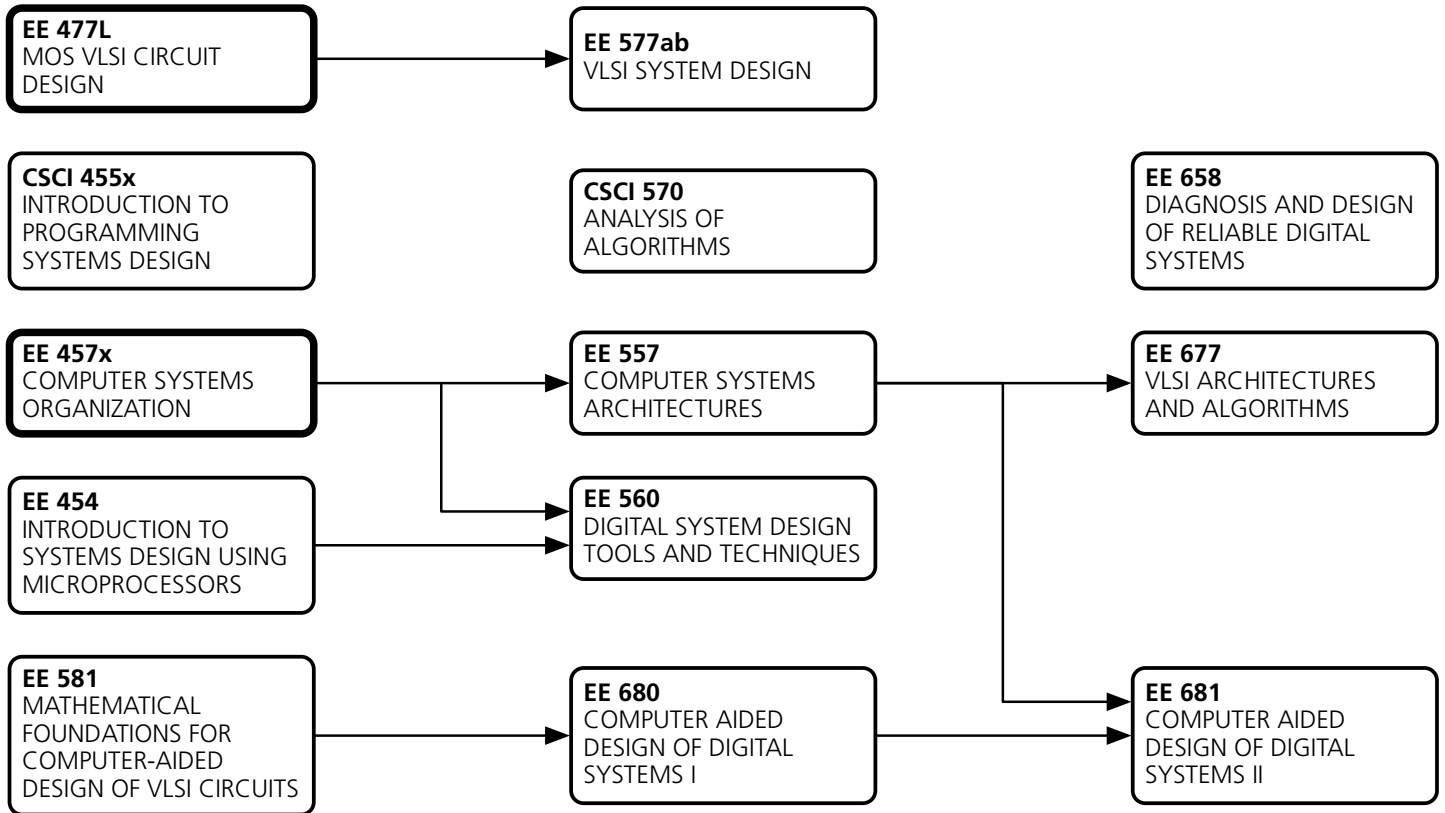 EE 477L
MOS VLSI CIRCUIT
DESIGN
EE 577ab
VLSI SYSTEM DESIGN
CSCI 455x
INTRODUCTION TO
PROGRAMMING
SYSTEMS DESIGN
CSCI 570
ANALYSIS OF
ALGORITHMS
EE 658
DIAGNOSIS AND DESIGN
OF RELIABLE DIGITAL
SYSTEMS
EE 457x
COMPUTER SYSTEMS
ORGANIZATION
EE 557
COMPUTER SYSTEMS
ARCHITECTURES
EE 677
VLSI ARCHITECTURES
AND ALGORITHMS
EE 454
INTRODUCTION TO
SYSTEMS DESIGN USING
MICROPROCESSORS
EE 560
DIGITAL SYSTEM DESIGN
TOOLS AND TECHNIQUES
EE 581
MATHEMATICAL
FOUNDATIONS FOR
COMPUTER-AIDED
DESIGN OF VLSI CIRCUITS
EE 680
COMPUTER AIDED
DESIGN OF DIGITAL
SYSTEMS I
EE 681
COMPUTER AIDED
DESIGN OF DIGITAL
SYSTEMS II